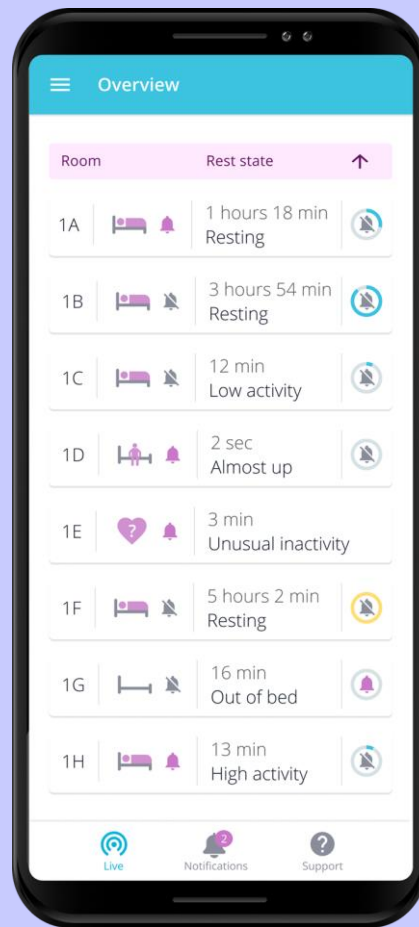 Overview
Room Rest state
1A 1 hours 18 min
Resting
1B 3 hours 54 min
Resting
1C 12 min
Low activity
1D 2 sec
Almost up
1E ? 3 min
Unusual inactivity
1F 5 hours 2 min
Resting
1G 16 min
Out of bed
1H 13 min
High activity
2
?
Live Notifications Support